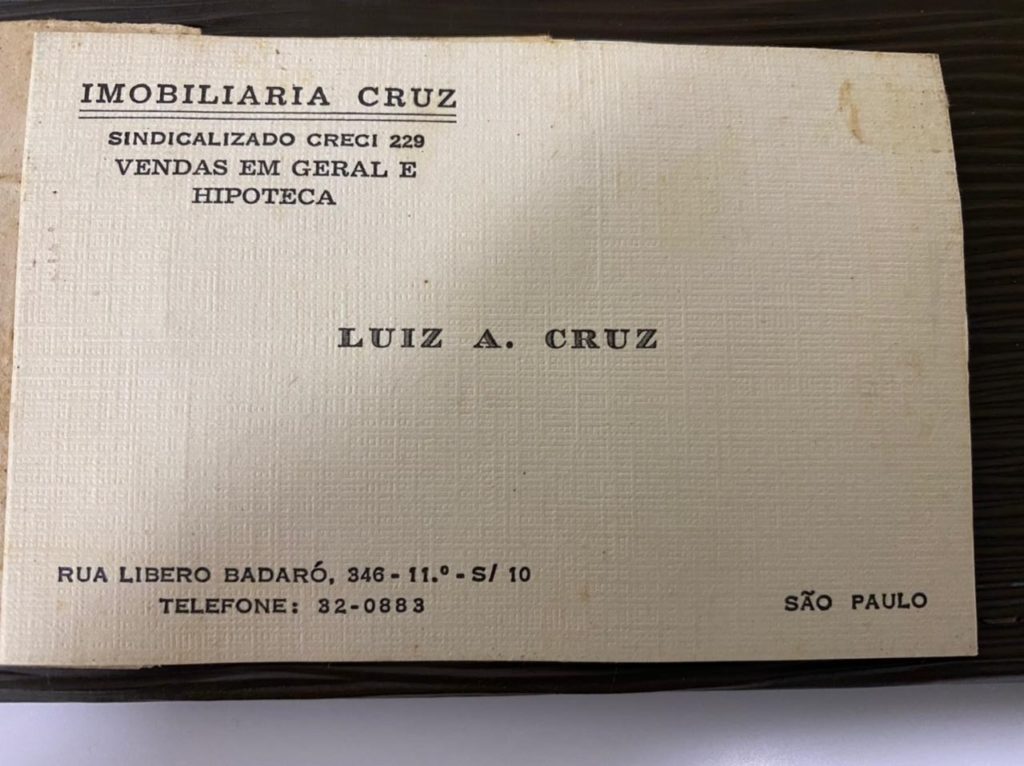 IMOBILIARIA CRUZ
SINDICALIZADO CRECI 229
VENDAS EM GERAL E
HIPOTECA
LUIZ A. CRUZ
RUA LIBERO BADARÓ, 346 - 11.º - S/ 10
TELEFONE: 32-0883
SÃO PAULO